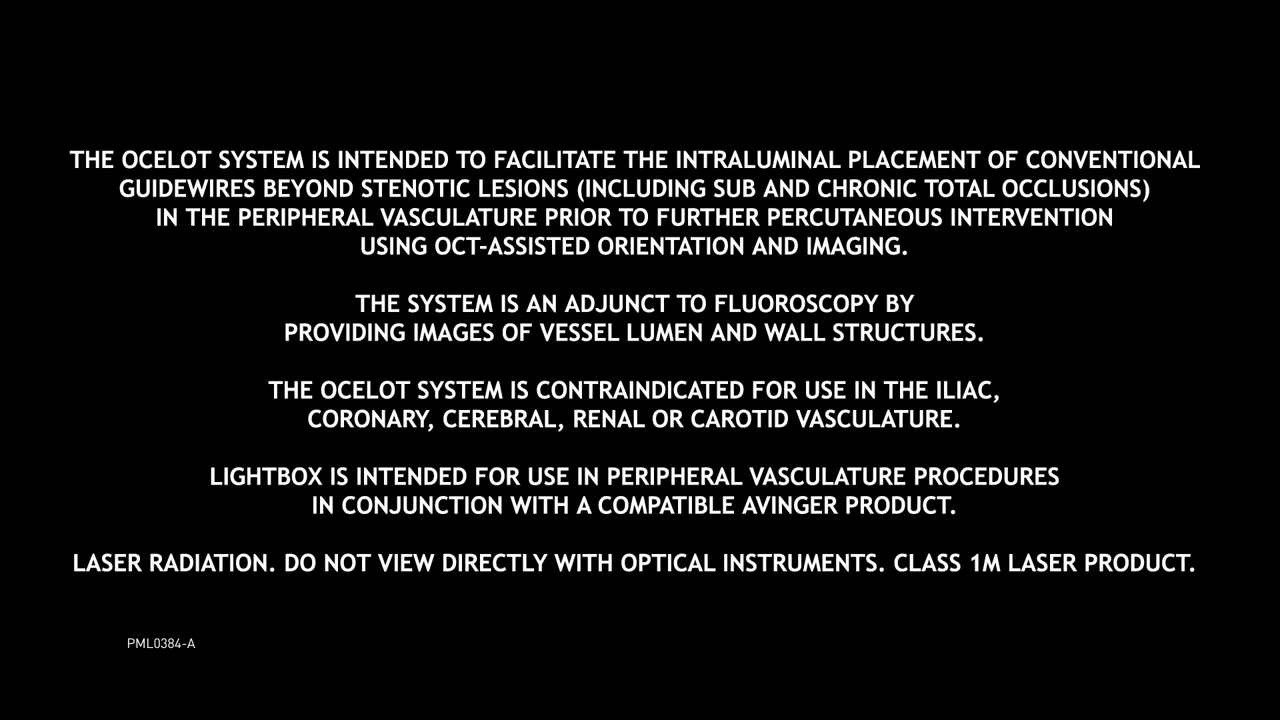 THE OCELOT SYSTEM IS INTENDED TO FACILITATE THE INTRALUMINAL PLACEMENT OF CONVENTIONAL
GUIDEWIRES BEYOND STENOTIC LESIONS (INCLUDING SUB AND CHRONIC TOTAL OCCLUSIONS)
IN THE PERIPHERAL VASCULATURE PRIOR TO FURTHER PERCUTANEOUS INTERVENTION
USING OCT-ASSISTED ORIENTATION AND IMAGING.
THE SYSTEM IS AN ADJUNCT TO FLUOROSCOPY BY
PROVIDING IMAGES OF VESSEL LUMEN AND WALL STRUCTURES.
THE OCELOT SYSTEM IS CONTRAINDICATED FOR USE IN THE ILIAC,
CORONARY, CEREBRAL, RENAL OR CAROTID VASCULATURE.
LIGHTBOX IS INTENDED FOR USE IN PERIPHERAL VASCULATURE PROCEDURES
IN CONJUNCTION WITH A COMPATIBLE AVINGER PRODUCT.
LASER RADIATION. DO NOT VIEW DIRECTLY WITH OPTICAL INSTRUMENTS. CLASS 1M LASER PRODUCT.
PML0384-A